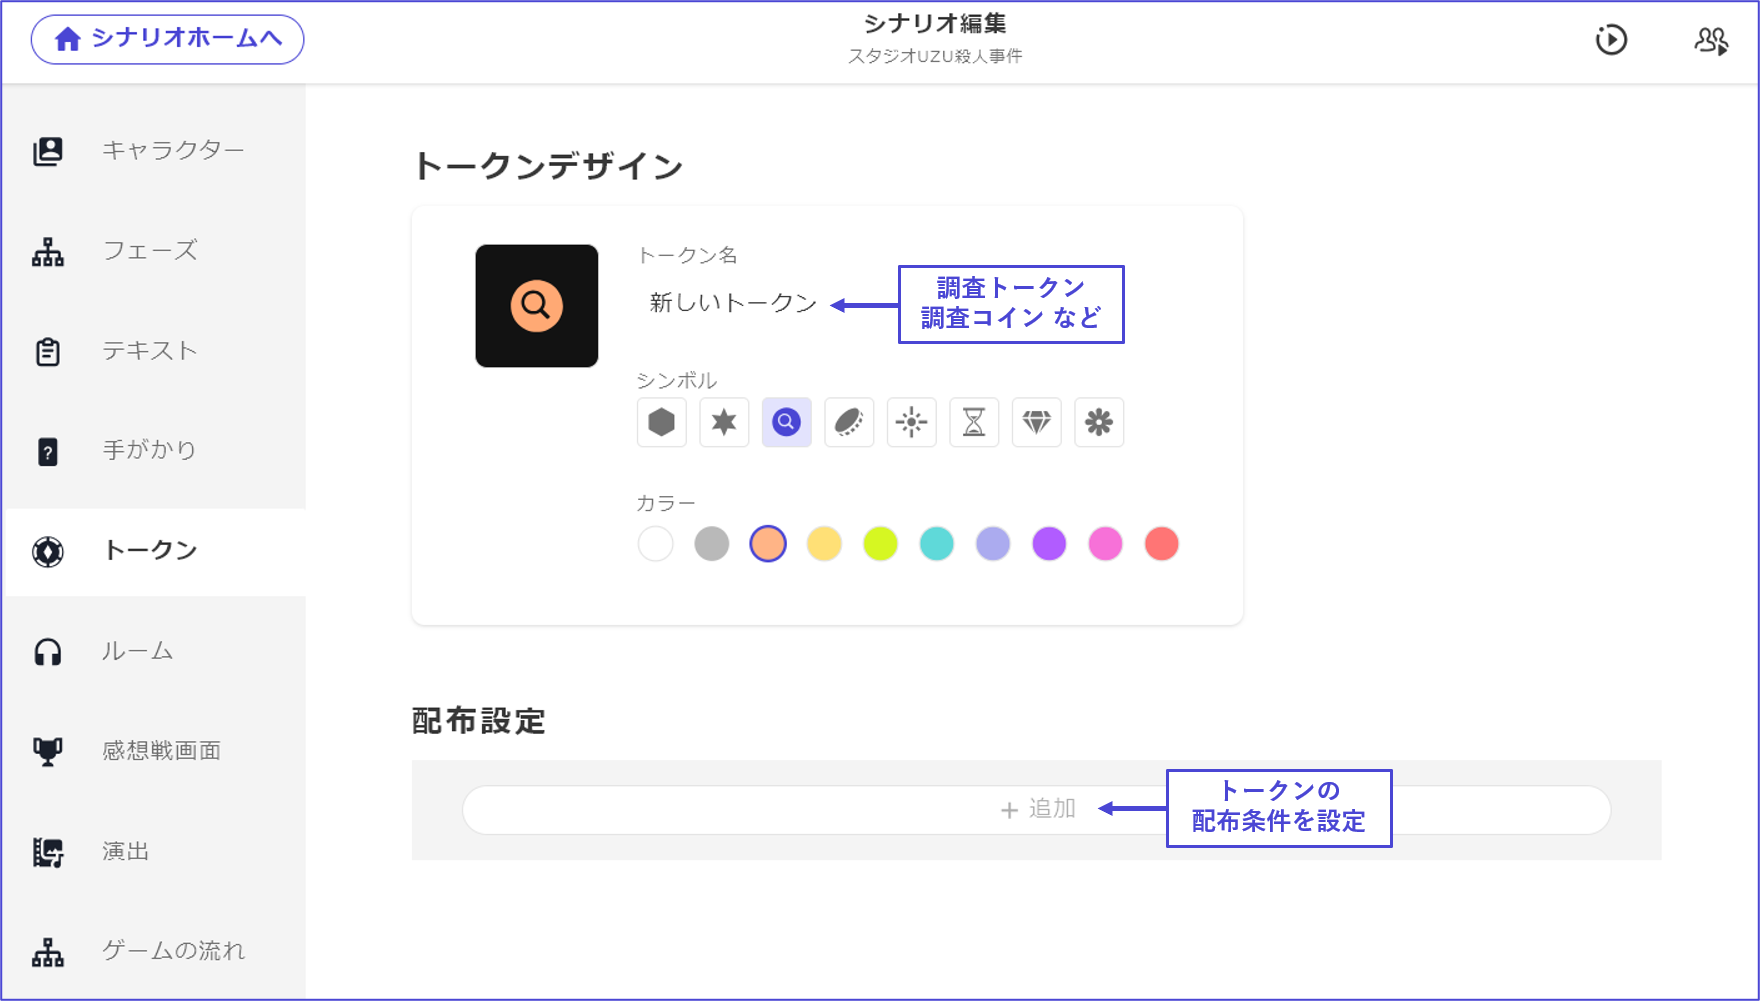 シナリオホームへ
シナリオ編集
スタジオUZU殺人事件
キャラクター
フェーズ
テキスト
?
手がかり
トークン
ルーム
感想戦画面
演出
ゲームの流れ
トークンデザイン
トークン名
新しいトークン
調査トークン
調査コイン など
シンボル
カラー
配布設定
+ 追加
トークンの
配布条件を設定